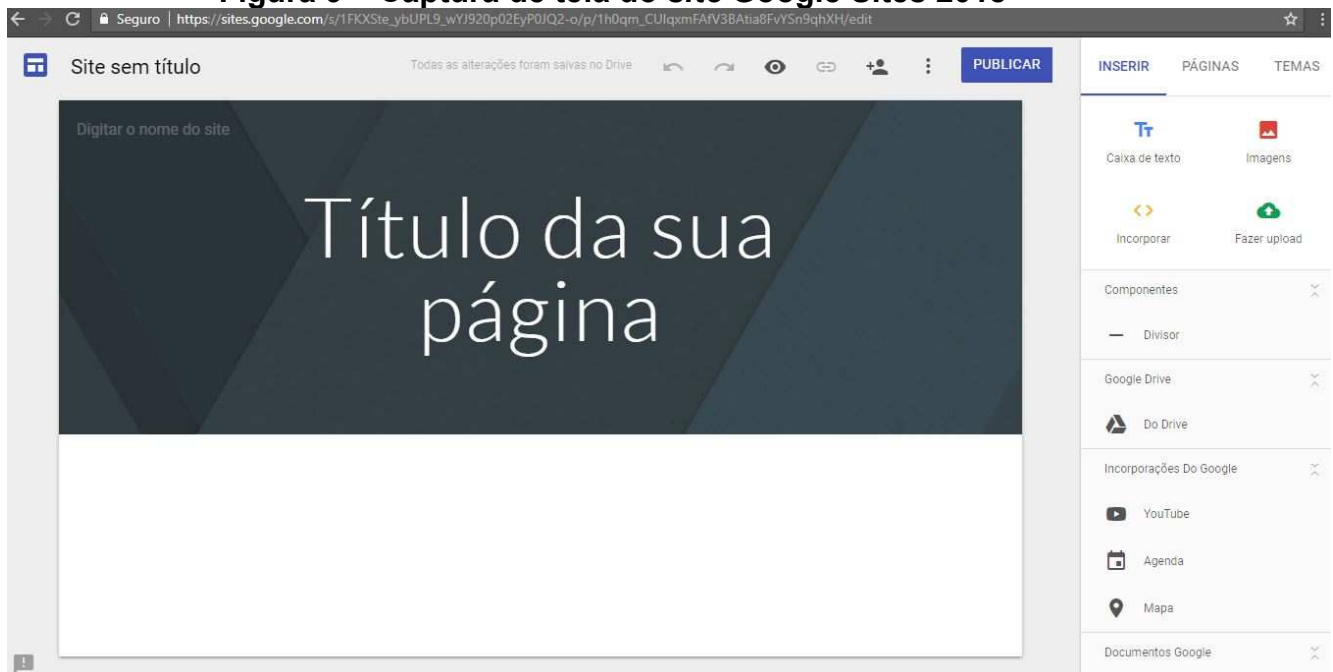 Seguro | https://sites.google.com/s/1FKXSte_ybUPL9_wYJ920p02EyP0JQ2-o/p/1h0qm_CUIqxmFAfV3BAtia8FvYSn9qhXH/edit
Site sem título
Todas as alterações foram salvas no Drive
PUBLICAR
INSERIR PÁGINAS TEMAS
Digitar o nome do site
Título da sua
página
Caixa de texto Imagens
Incorporar Fazer upload
Componentes
Divisor
Google Drive
Do Drive
Incorporações Do Google
YouTube
Agenda
Mapa
Documentos Google